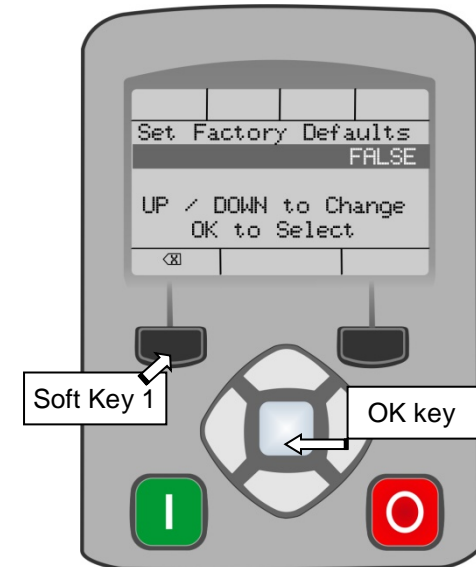 Set Factory Defaults
FALSE
UP / DOWN to Change
OK to Select
Soft Key 1
OK key
I
O